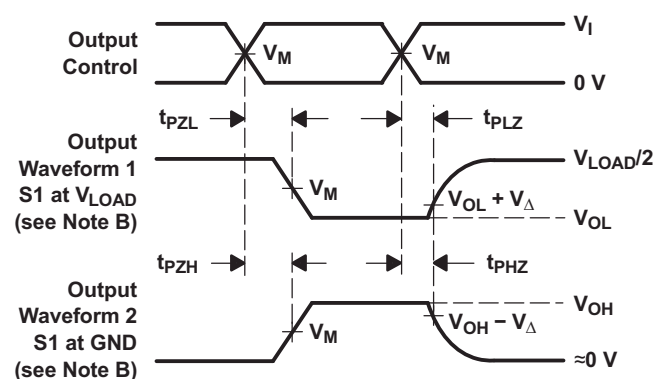 Output
Control
V_M
V_M
V_I
0 V
t_PZL
t_PLZ
Output
Waveform 1
S1 at V_LOAD
(see Note B)
V_M
V_LOAD/2
V_OL + V_Δ
V_OL
t_PZH
t_PHZ
Output
Waveform 2
S1 at GND
(see Note B)
V_M
V_OH
V_OH − V_Δ
≈0 V